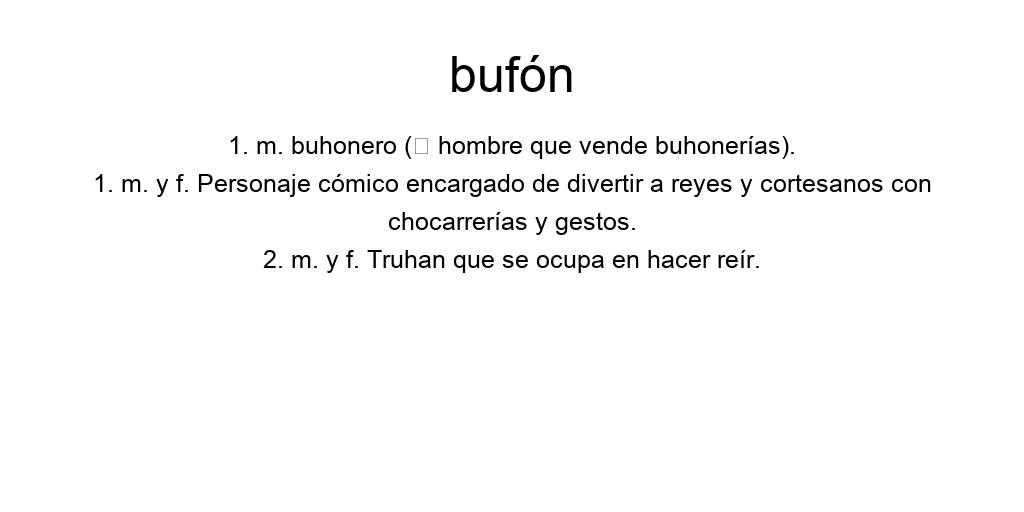 bufón
1. m. buhonero (▯ hombre que vende buhonerías).
1. m. y f. Personaje cómico encargado de divertir a reyes y cortesanos con
chocarrerías y gestos.
2. m. y f. Truhan que se ocupa en hacer reír.